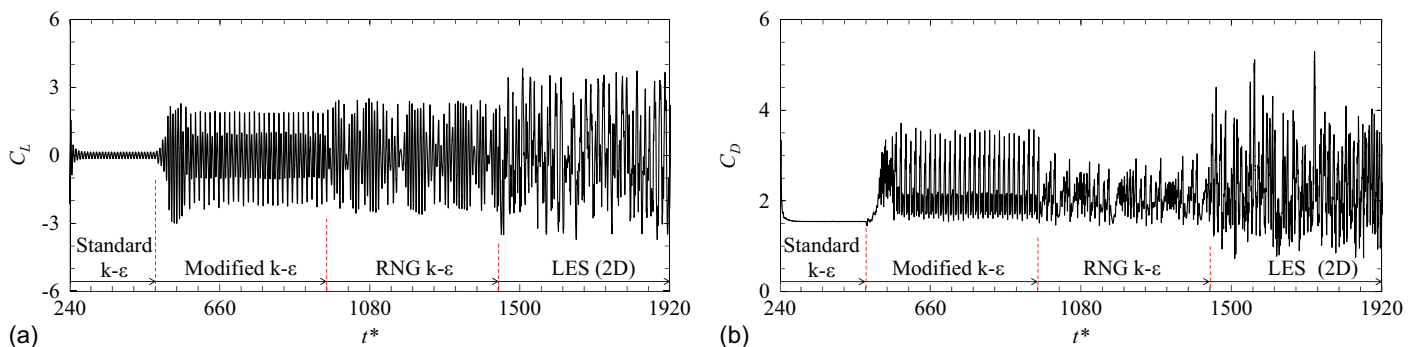 6
3
0
-3
-6
C_L
Standard
k-ε
Modified k-ε
RNG k-ε
LES (2D)
240
660
1080
1500
1920
t*
(a)
6
4
2
0
C_D
Standard
k-ε
Modified k-ε
RNG k-ε
LES (2D)
240
660
1080
1500
1920
t*
(b)